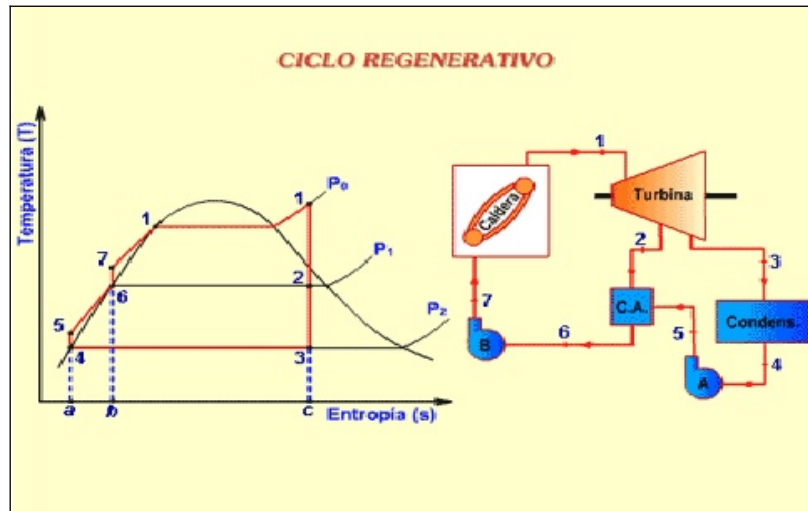 CICLO REGENERATIVO
Temperatura (T)
1
P0
1
7
P1
2
6
5
P2
4
3
a
b
c
Entropía (s)
1
Caldera
Turbina
2
3
7
C.A.
Condens.
B
6
5
4
A